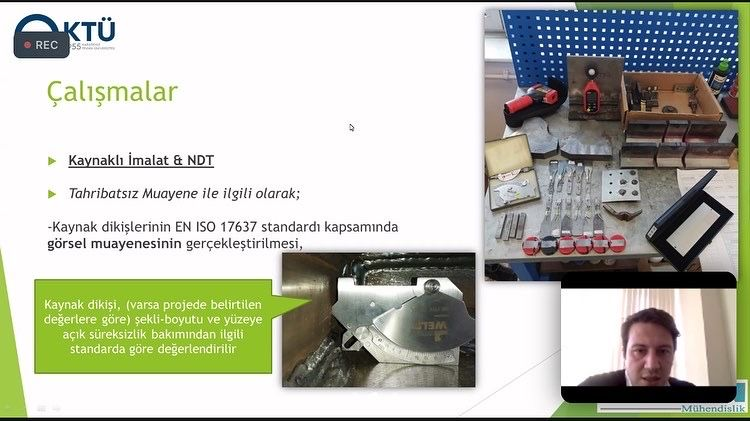 KTÜ
REC
1955
Çalışmalar
Kaynaklı İmalat & NDT
Tahribatsız Muayene ile ilgili olarak;
-Kaynak dikişlerinin EN ISO 17637 standardı kapsamında
görsel muayenesinin gerçekleştirilmesi,
Kaynak dikişi, (varsa projede belirtilen
değerlere göre) şekli-boyutu ve yüzeye
açık süreksizlik bakımından ilgili
standarda göre değerlendirilir
WEL
Mühendislik